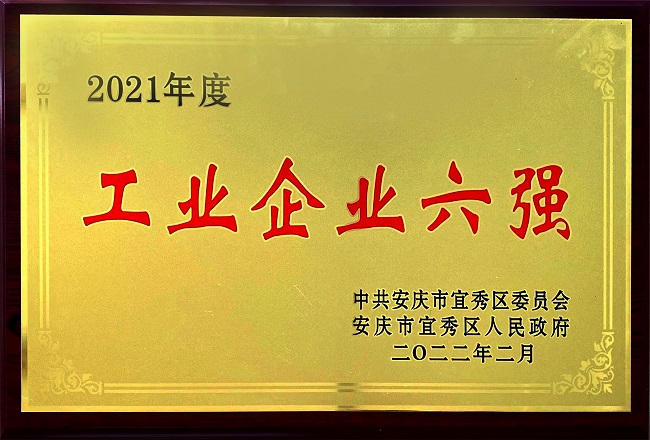 2021年度
工业企业六强
中共安庆市宜秀区委员会
安庆市宜秀区人民政府
二〇二二年二月